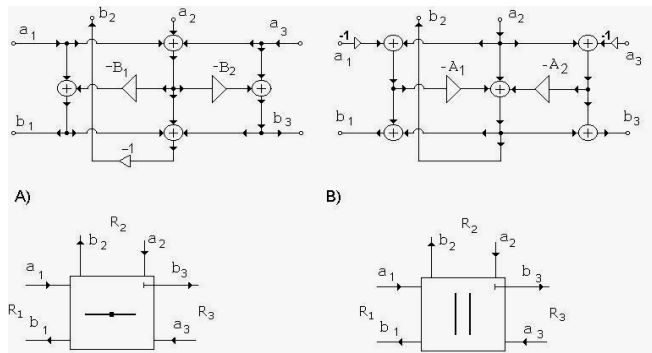 b2 a2
a1 a3
-B1 -B2
b1 b3
-1
A)
b2 a2
-1 -1
a1 a3
-A1 -A2
b1 b3
B)
R2
b2 a2
a1 b3
R1 R3
b1 a3
R2
b2 a2
a1 b3
R1 R3
b1 a3